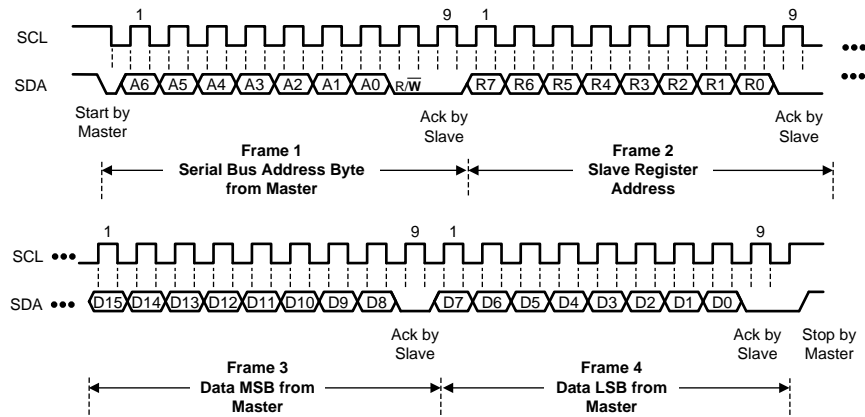 1 9 1 9
SCL •••
SDA A6 A5 A4 A3 A2 A1 A0 R/W̅ R7 R6 R5 R4 R3 R2 R1 R0 •••
Start by
Master
Ack by
Slave
Ack by
Slave
Frame 1
Serial Bus Address Byte
from Master
Frame 2
Slave Register
Address
1 9 1 9
SCL •••
SDA ••• D15 D14 D13 D12 D11 D10 D9 D8 D7 D6 D5 D4 D3 D2 D1 D0
Ack by
Slave
Ack by
Slave
Stop by
Master
Frame 3
Data MSB from
Master
Frame 4
Data LSB from
Master